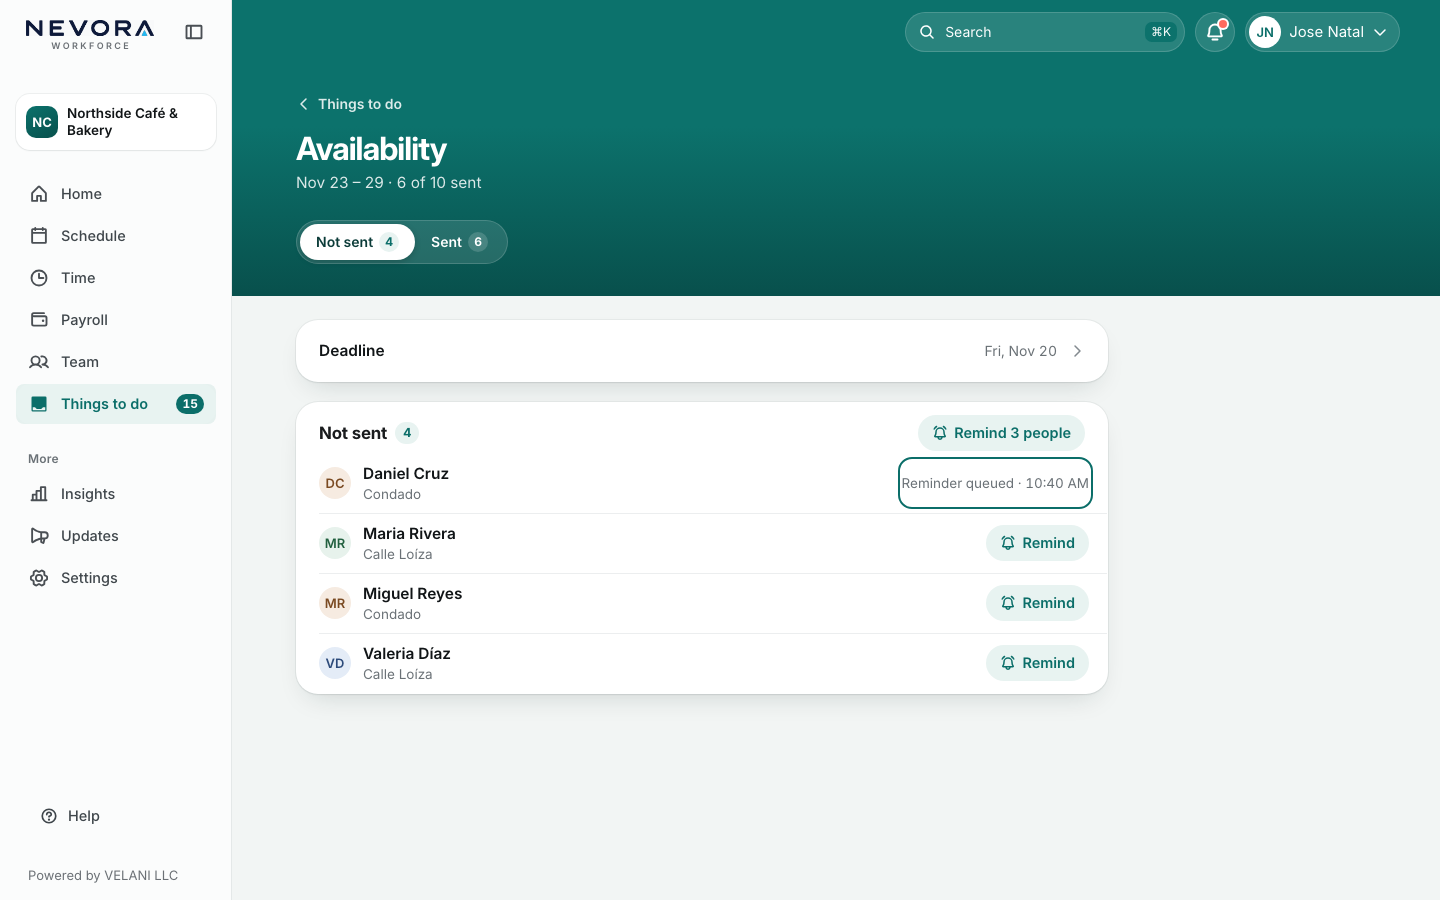 NEVORA
WORKFORCE
Search
⌘K
JN
Jose Natal
NC
Northside Café &
Bakery
Home
Schedule
Time
Payroll
Team
Things to do
15
More
Insights
Updates
Settings
Help
Powered by VELANI LLC
Things to do
Availability
Nov 23 – 29 · 6 of 10 sent
Not sent 4
Sent 6
Deadline
Fri, Nov 20
Not sent 4
Remind 3 people
DC
Daniel Cruz
Condado
Reminder queued · 10:40 AM
MR
Maria Rivera
Calle Loíza
Remind
MR
Miguel Reyes
Condado
Remind
VD
Valeria Díaz
Calle Loíza
Remind